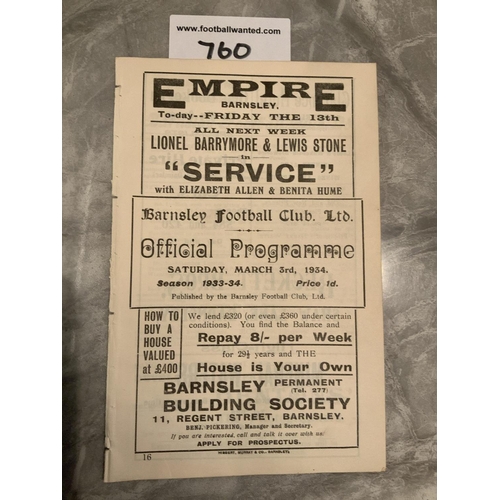 www.footballwanted.com
760
EMPIRE
BARNSLEY.
To-day--FRIDAY THE 13th
ALL NEXT WEEK
LIONEL BARRYMORE & LEWIS STONE
in
"SERVICE"
with ELIZABETH ALLEN & BENITA HUME
Barnsley Football Club. Ltd.
Official Programme
SATURDAY, MARCH 3rd, 1934.
Season 1933-34. Price 1d.
Published by the Barnsley Football Club, Ltd.
HOW TO
BUY A
HOUSE
VALUED
at £400
We lend £320 (or even £360 under certain
conditions). You find the Balance and
Repay 8/- per Week
for 29½ years and THE
House is Your Own
BARNSLEY PERMANENT
(Tel. 277)
BUILDING SOCIETY
11, REGENT STREET, BARNSLEY.
BENJ. PICKERING, Manager and Secretary.
If you are interested, call and talk it over with us:
APPLY FOR PROSPECTUS.
16